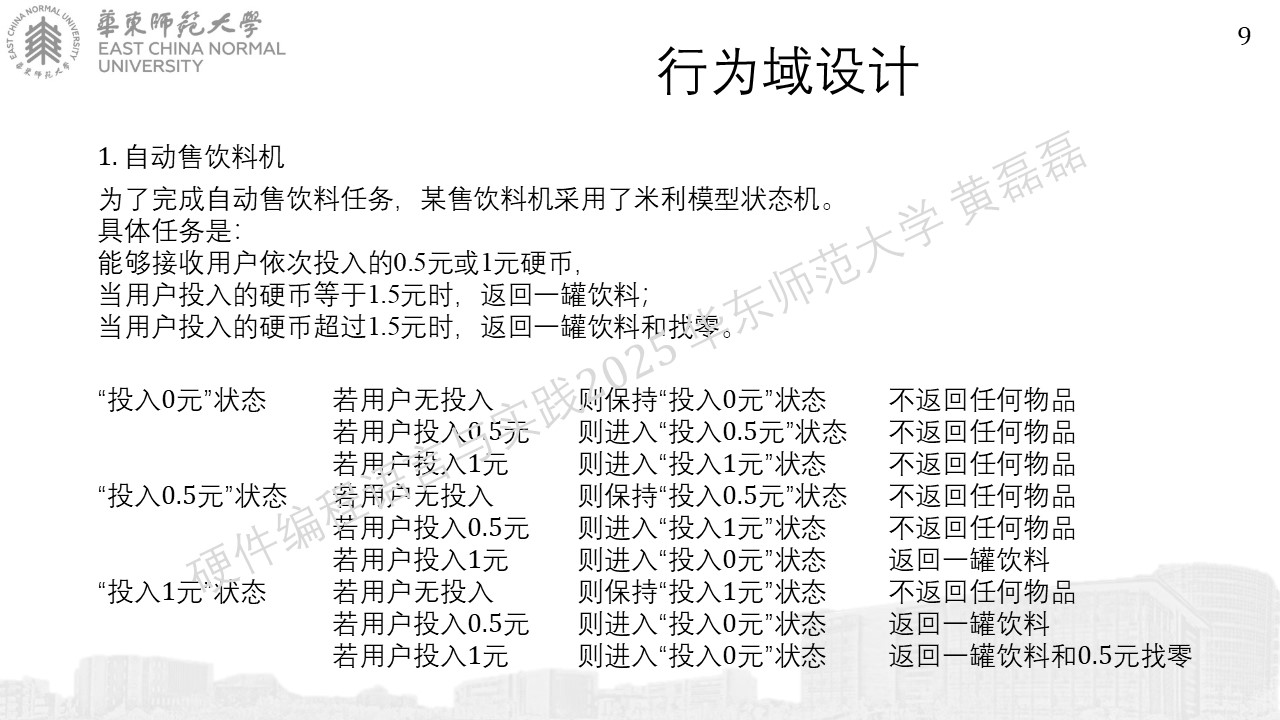 華東師範大學
EAST CHINA NORMAL
UNIVERSITY
EAST CHINA NORMAL UNIVERSITY
華東師範大學
9
行为域设计
1. 自动售饮料机
为了完成自动售饮料任务，某售饮料机采用了米利模型状态机。
具体任务是：
能够接收用户依次投入的0.5元或1元硬币，
当用户投入的硬币等于1.5元时，返回一罐饮料；
当用户投入的硬币超过1.5元时，返回一罐饮料和找零。
“投入0元”状态 若用户无投入 则保持“投入0元”状态 不返回任何物品
若用户投入0.5元 则进入“投入0.5元”状态 不返回任何物品
若用户投入1元 则进入“投入1元”状态 不返回任何物品
“投入0.5元”状态 若用户无投入 则保持“投入0.5元”状态 不返回任何物品
若用户投入0.5元 则进入“投入1元”状态 不返回任何物品
若用户投入1元 则进入“投入0元”状态 返回一罐饮料
“投入1元”状态 若用户无投入 则保持“投入1元”状态 不返回任何物品
若用户投入0.5元 则进入“投入0元”状态 返回一罐饮料
若用户投入1元 则进入“投入0元”状态 返回一罐饮料和0.5元找零
硬件编程语言与实践2025 华东师范大学 黄磊磊